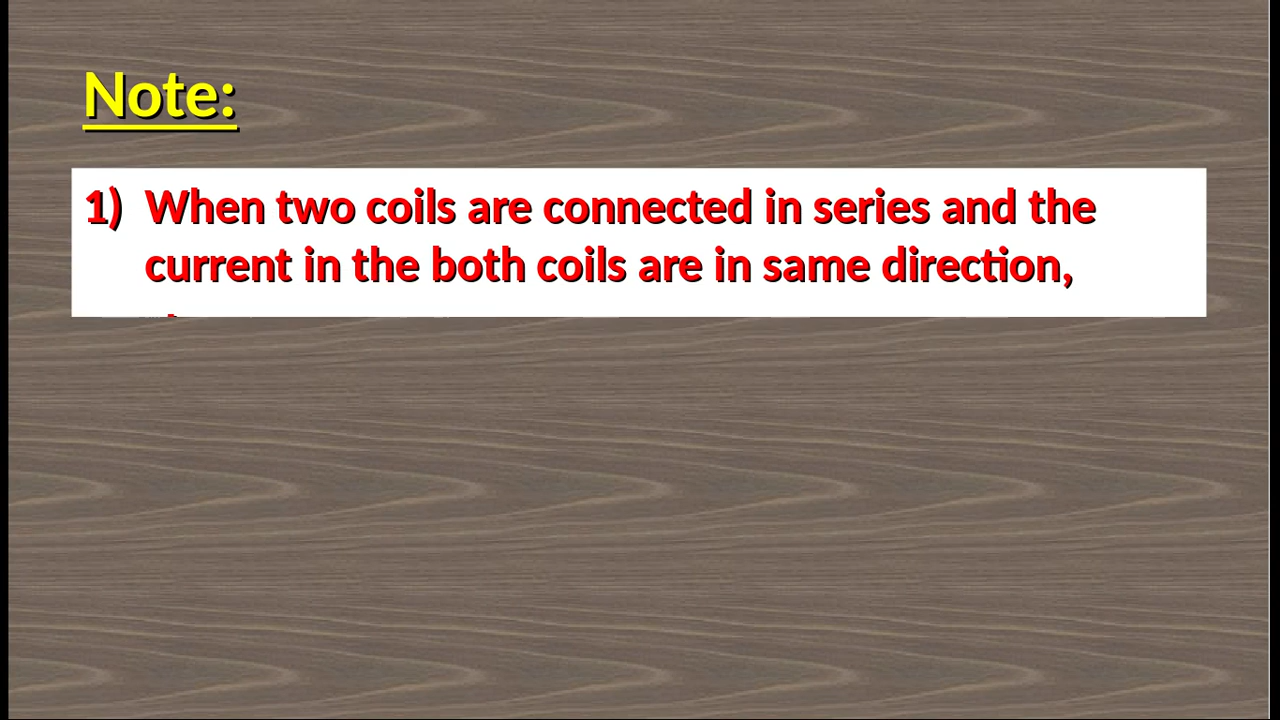 Note:
1) When two coils are connected in series and the
current in the both coils are in same direction,